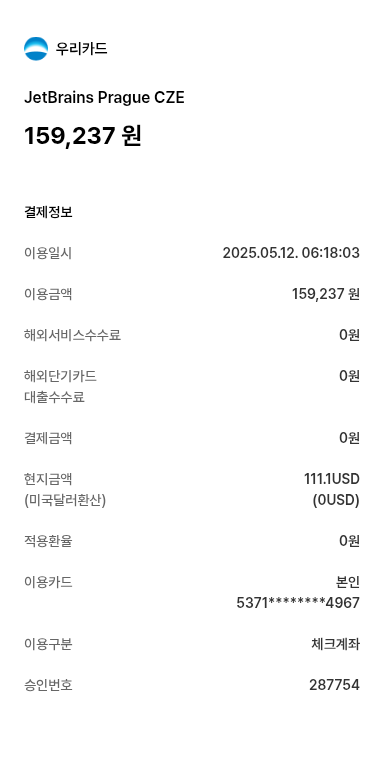 우리카드
JetBrains Prague CZE
159,237 원
결제정보
이용일시 2025.05.12. 06:18:03
이용금액 159,237 원
해외서비스수수료 0원
해외단기카드 0원
대출수수료
결제금액 0원
현지금액 111.1USD
(미국달러환산) (0USD)
적용환율 0원
이용카드 본인
5371********4967
이용구분 체크계좌
승인번호 287754